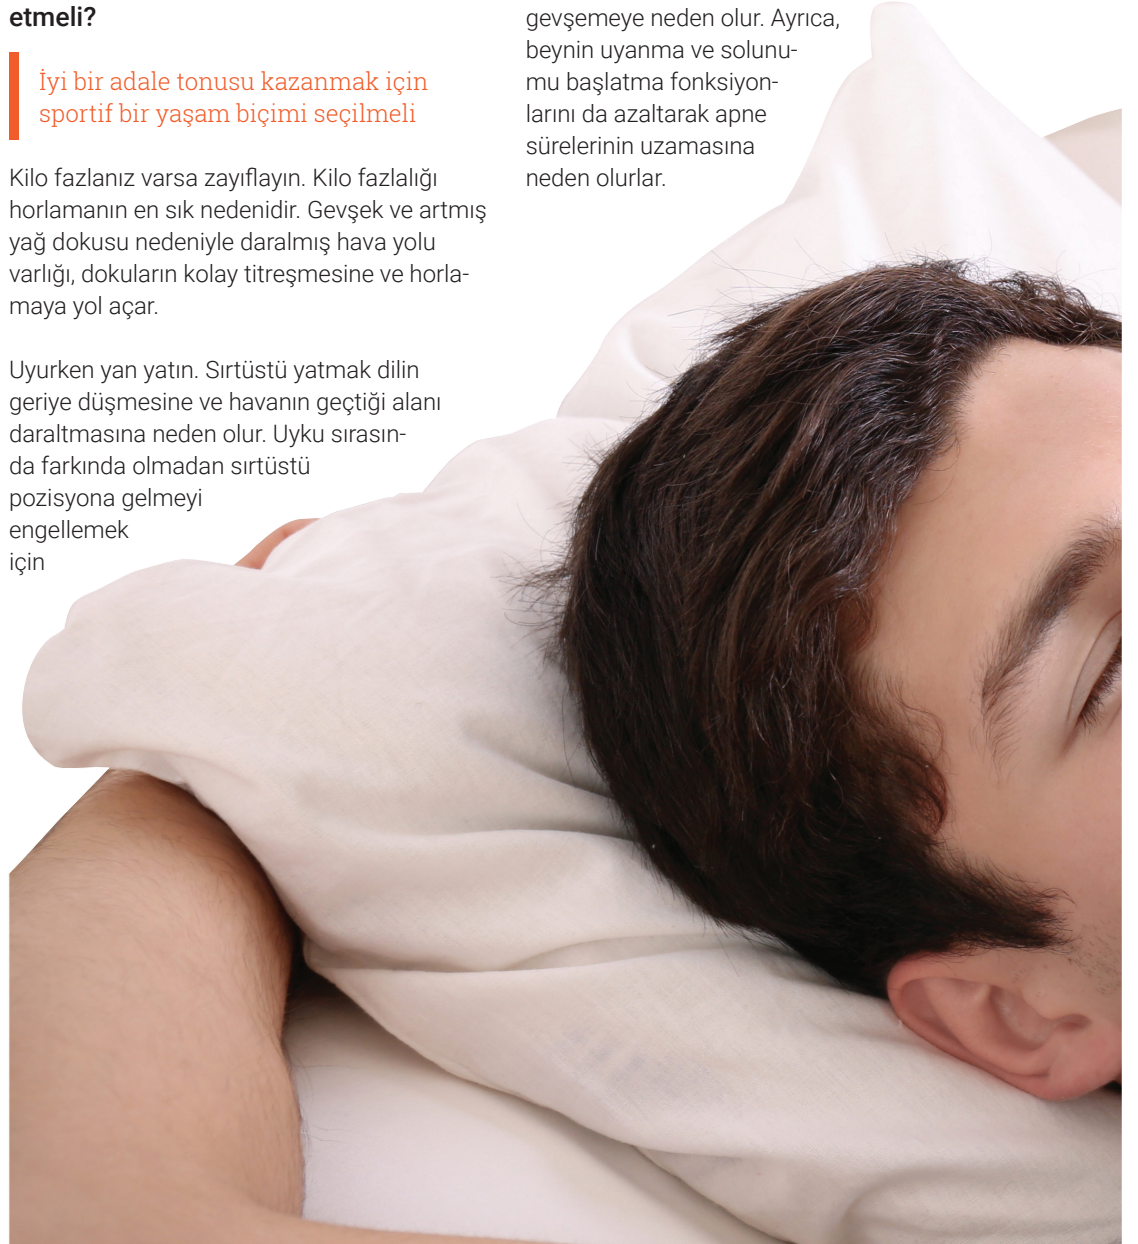 etmeli?
İyi bir adale tonusu kazanmak için
sportif bir yaşam biçimi seçilmeli
Kilo fazlanız varsa zayıflayın. Kilo fazlalığı
horlamanın en sık nedenidir. Gevşek ve artmış
yağ dokusu nedeniyle daralmış hava yolu
varlığı, dokuların kolay titreşmesine ve horla-
maya yol açar.
Uyurken yan yatın. Sırtüstü yatmak dilin
geriye düşmesine ve havanın geçtiği alanı
daraltmasına neden olur. Uyku sırasın-
da farkında olmadan sırtüstü
pozisyona gelmeyi
engellemek
için
gevşemeye neden olur. Ayrıca,
beynin uyanma ve solunu-
mu başlatma fonksiyon-
larını da azaltarak apne
sürelerinin uzamasına
neden olurlar.